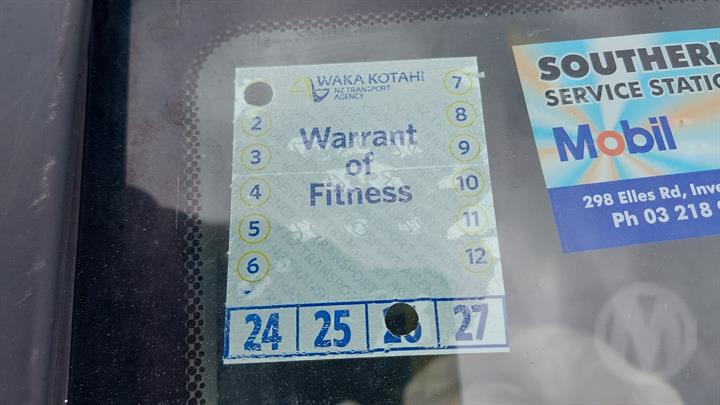 WAKA KOTAHI
NZ TRANSPORT
AGENCY
Warrant
of
Fitness
2
3
4
5
6
7
8
9
10
11
12
24 25 26 27
SOUTHERN
SERVICE STATIO
Mobil
298 Elles Rd, Inve
Ph 03 218
M